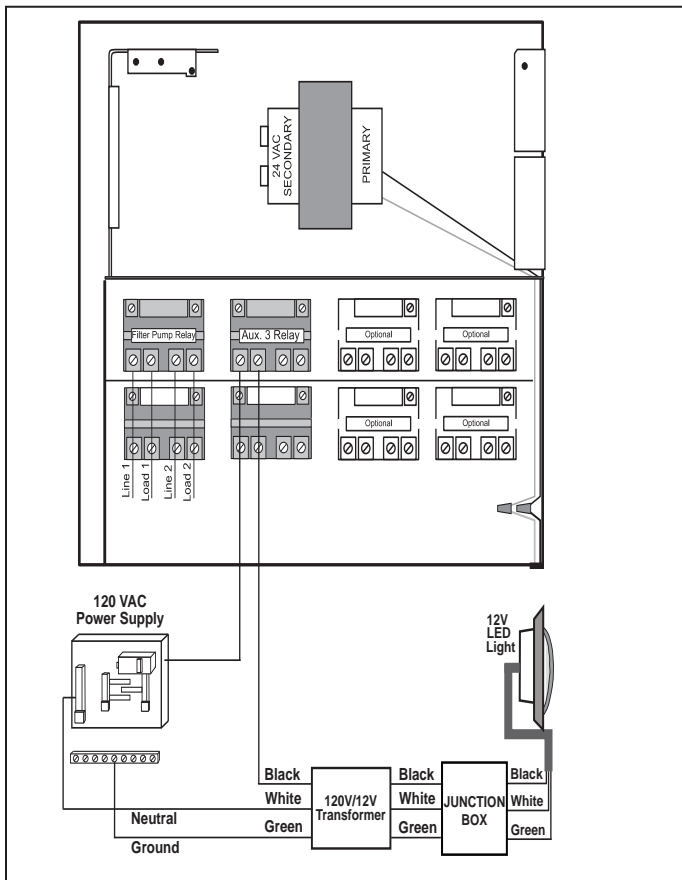 24 VAC
SECONDARY
PRIMARY
Filter Pump Relay
Aux. 3 Relay
Optional
Optional
Optional
Optional
Line 1
Load 1
Line 2
Load 2
120 VAC
Power Supply
12V
LED
Light
Black
Black
Black
White
White
White
Green
Green
Green
120V/12V
Transformer
JUNCTION
BOX
Neutral
Ground